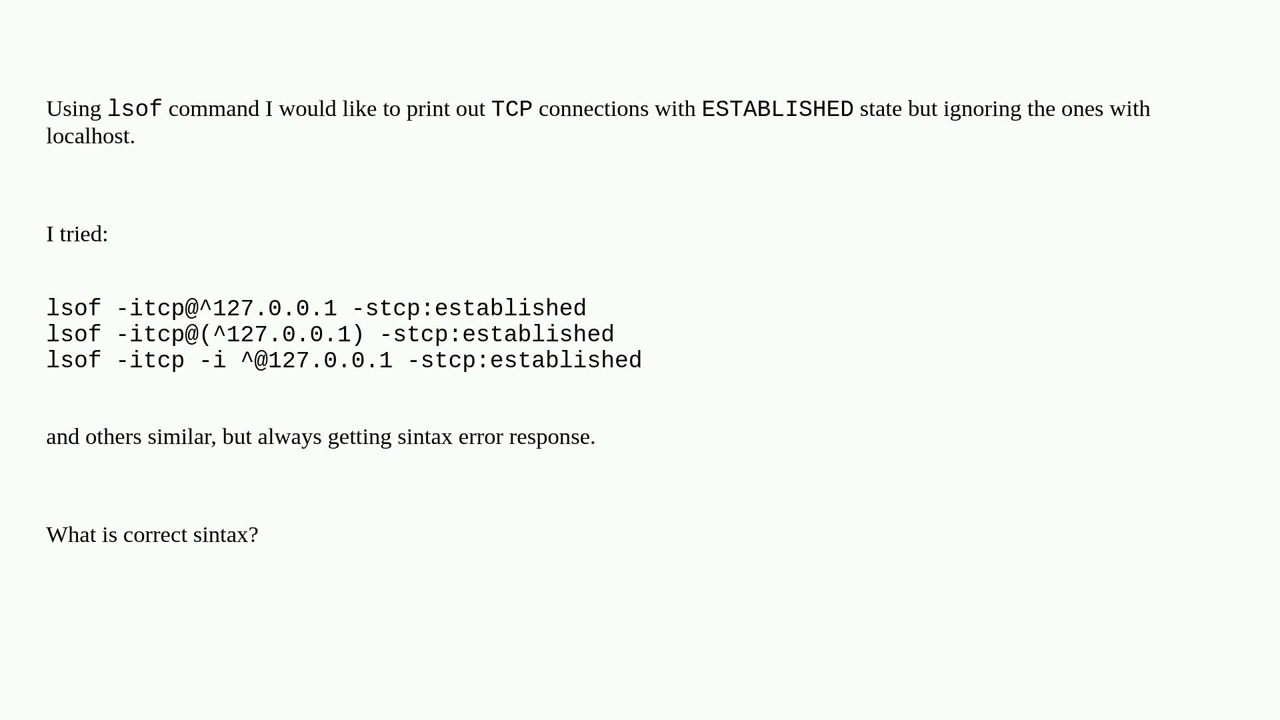 Using lsof command I would like to print out TCP connections with ESTABLISHED state but ignoring the ones with
localhost.
I tried:
lsof -itcp@^127.0.0.1 -stcp:established
lsof -itcp@(^127.0.0.1) -stcp:established
lsof -itcp -i ^@127.0.0.1 -stcp:established
and others similar, but always getting sintax error response.
What is correct sintax?